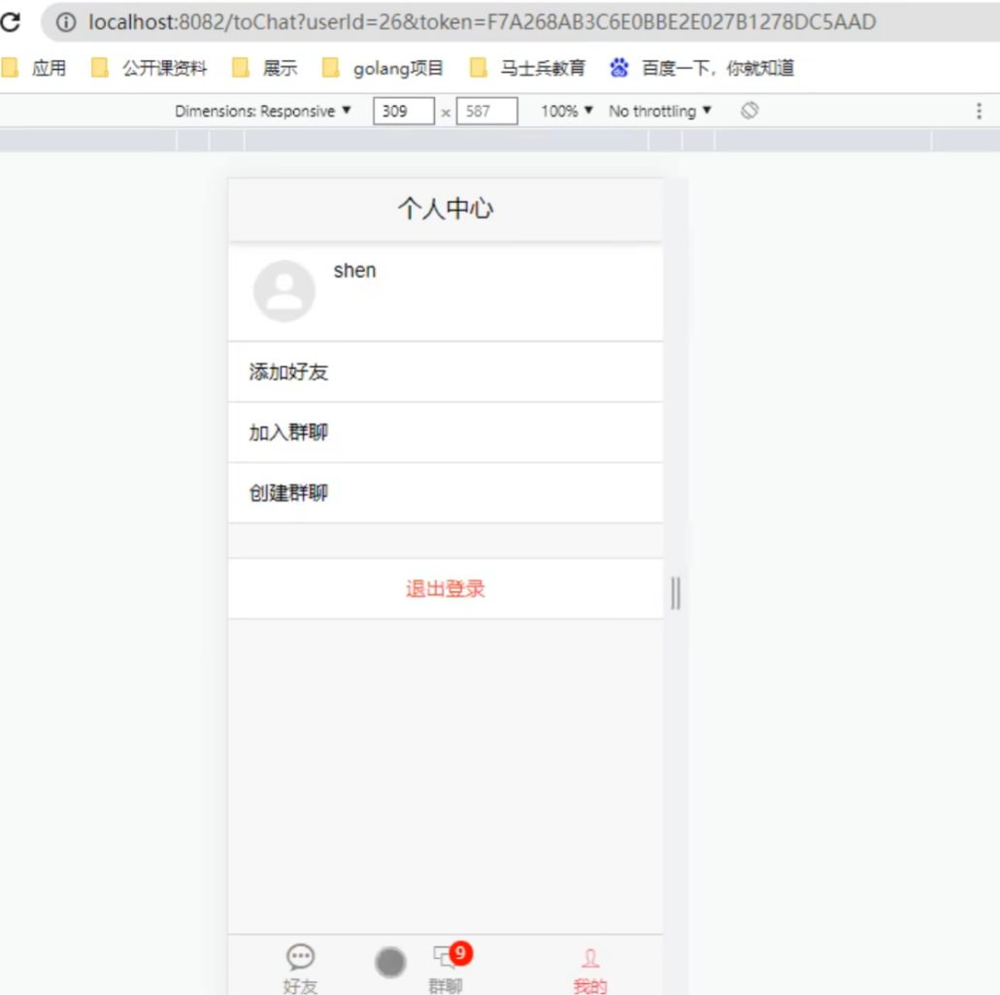 localhost:8082/toChat?userId=26&token=F7A268AB3C6E0BBE2E027B1278DC5AAD
应用 公开课资料 展示 golang项目 马士兵教育 百度一下，你就知道
Dimensions: Responsive ▼ 309 × 587 100% ▼ No throttling ▼
个人中心
shen
添加好友
加入群聊
创建群聊
退出登录
9
好友 群聊 我的